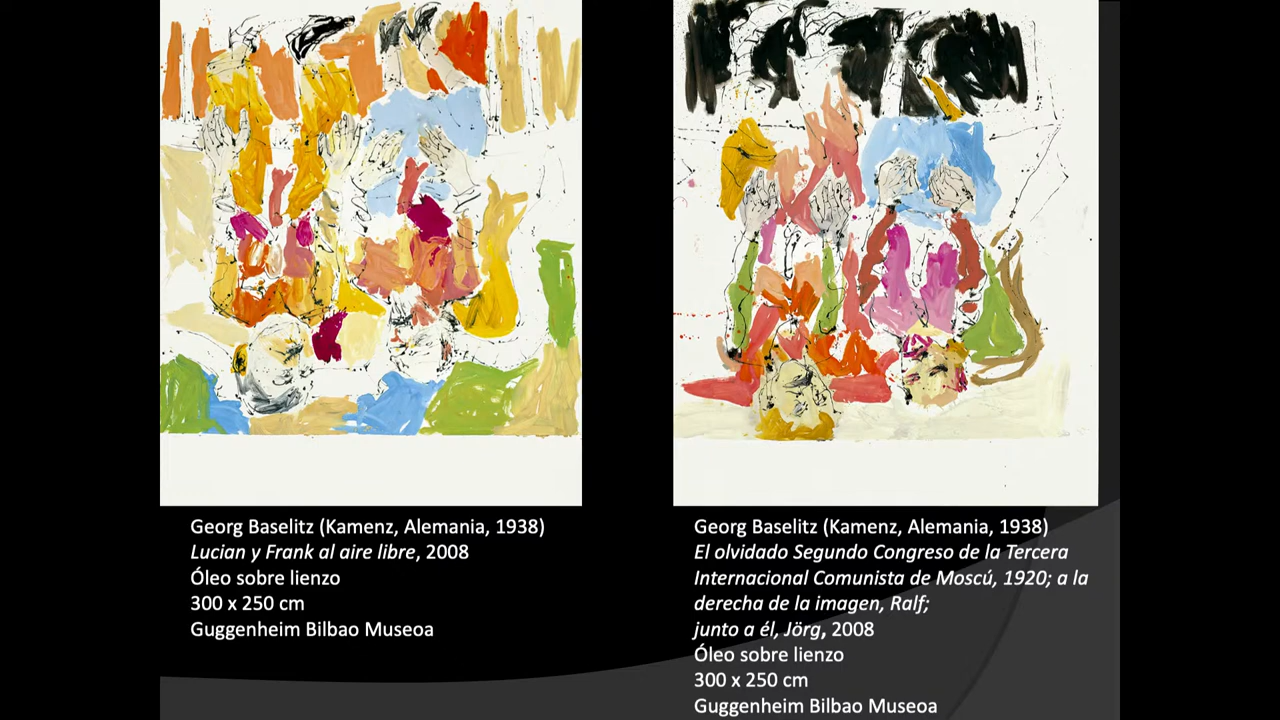 Georg Baselitz (Kamenz, Alemania, 1938)
Lucian y Frank al aire libre, 2008
Óleo sobre lienzo
300 x 250 cm
Guggenheim Bilbao Museoa
Georg Baselitz (Kamenz, Alemania, 1938)
El olvidado Segundo Congreso de la Tercera
Internacional Comunista de Moscú, 1920; a la
derecha de la imagen, Ralf;
junto a él, Jörg, 2008
Óleo sobre lienzo
300 x 250 cm
Guggenheim Bilbao Museoa